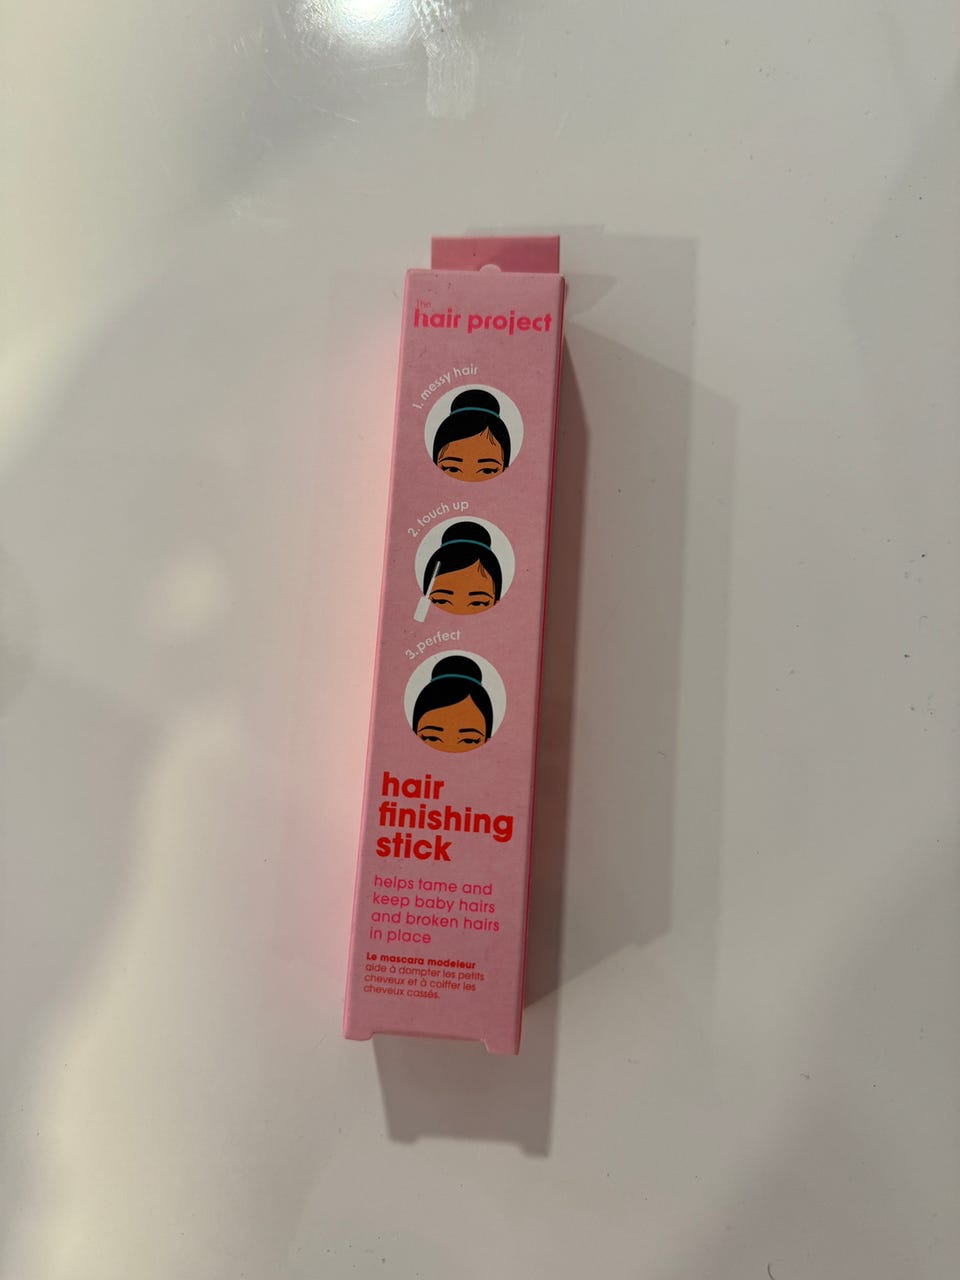 the
hair project
1. messy hair
2. touch up
3. perfect
hair
finishing
stick
helps tame and
keep baby hairs
and broken hairs
in place
Le mascara modeleur
aide à dompter les petits
cheveux et à coiffer les
cheveux cassés.